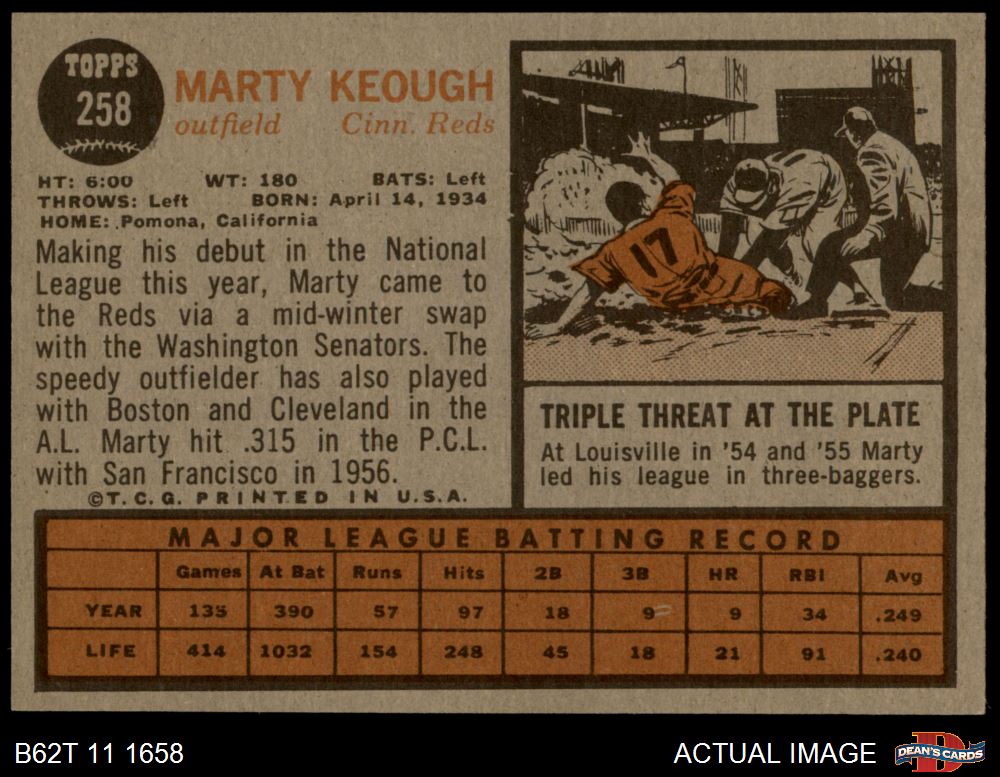 TOPPS
258
MARTY KEOUGH
outfield Cinn. Reds
HT: 6:00 WT: 180 BATS: Left
THROWS: Left BORN: April 14, 1934
HOME: Pomona, California
Making his debut in the National
League this year, Marty came to
the Reds via a mid-winter swap
with the Washington Senators. The
speedy outfielder has also played
with Boston and Cleveland in the
A.L. Marty hit .315 in the P.C.L.
with San Francisco in 1956.
©T.C.G. PRINTED IN U.S.A.
17
TRIPLE THREAT AT THE PLATE
At Louisville in '54 and '55 Marty
led his league in three-baggers.
MAJOR LEAGUE BATTING RECORD
Games At Bat Runs Hits 2B 3B HR RBI Avg
YEAR 135 390 57 97 18 9 9 34 .249
LIFE 414 1032 154 248 45 18 21 91 .240
B62T 11 1658 ACTUAL IMAGE
D
DEAN'S CARDS